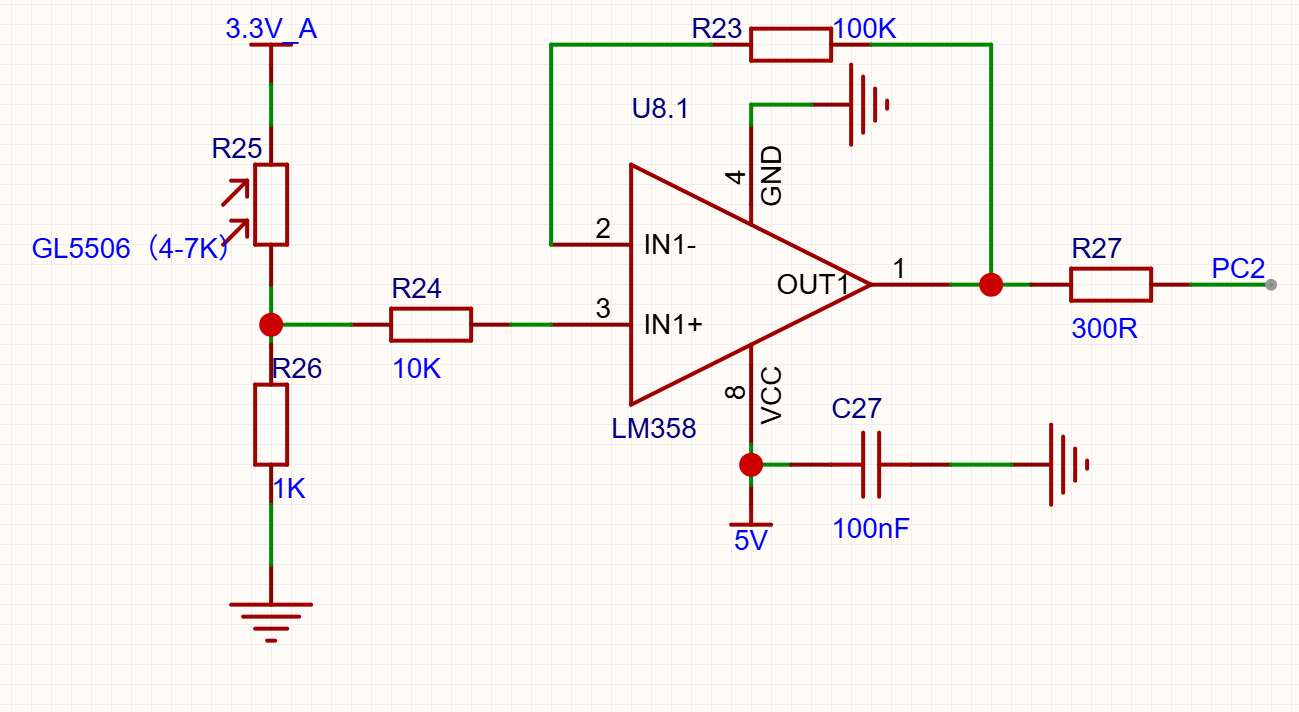 3.3V_A
R23
100K
U8.1
R25
4
GND
GL5506（4-7K）
2
IN1-
R24
10K
3
IN1+
OUT1
1
R27
300R
PC2
R26
1K
LM358
8
VCC
C27
100nF
5V